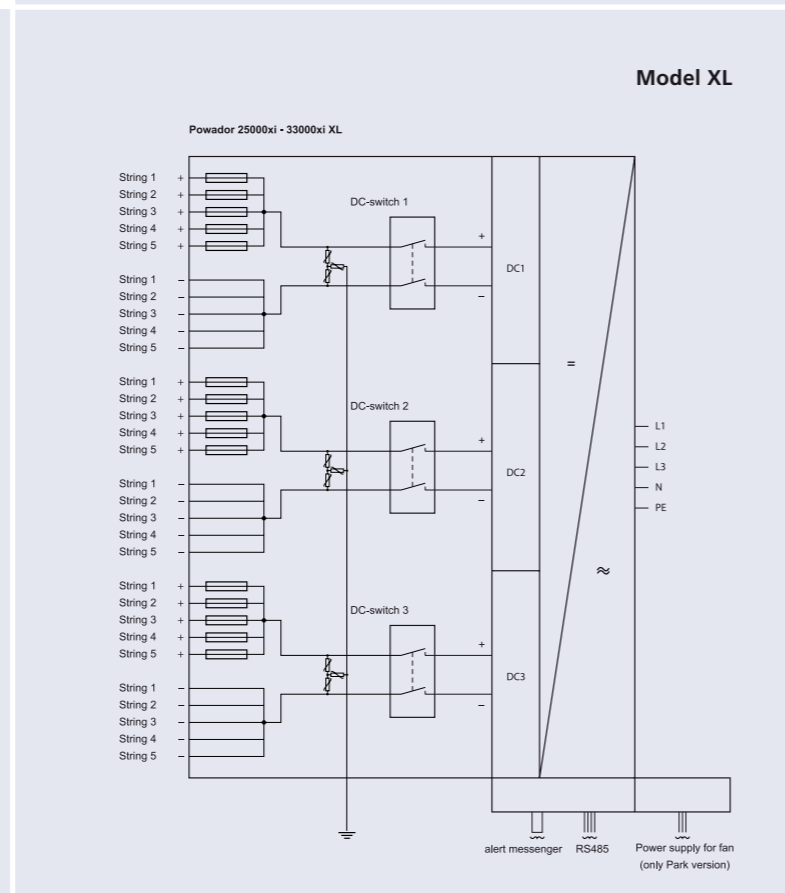 Model XL
Powador 25000xi - 33000xi XL
String 1 +
String 2 +
String 3 +
String 4 +
String 5 +
DC-switch 1
+
DC1
−
String 1 −
String 2 −
String 3 −
String 4 −
String 5 −
=
String 1 +
String 2 +
String 3 +
String 4 +
String 5 +
DC-switch 2
+
DC2
−
String 1 −
String 2 −
String 3 −
String 4 −
String 5 −
L1
L2
L3
N
PE
≈
String 1 +
String 2 +
String 3 +
String 4 +
String 5 +
DC-switch 3
+
DC3
−
String 1 −
String 2 −
String 3 −
String 4 −
String 5 −
alert messenger
RS485
Power supply for fan
(only Park version)